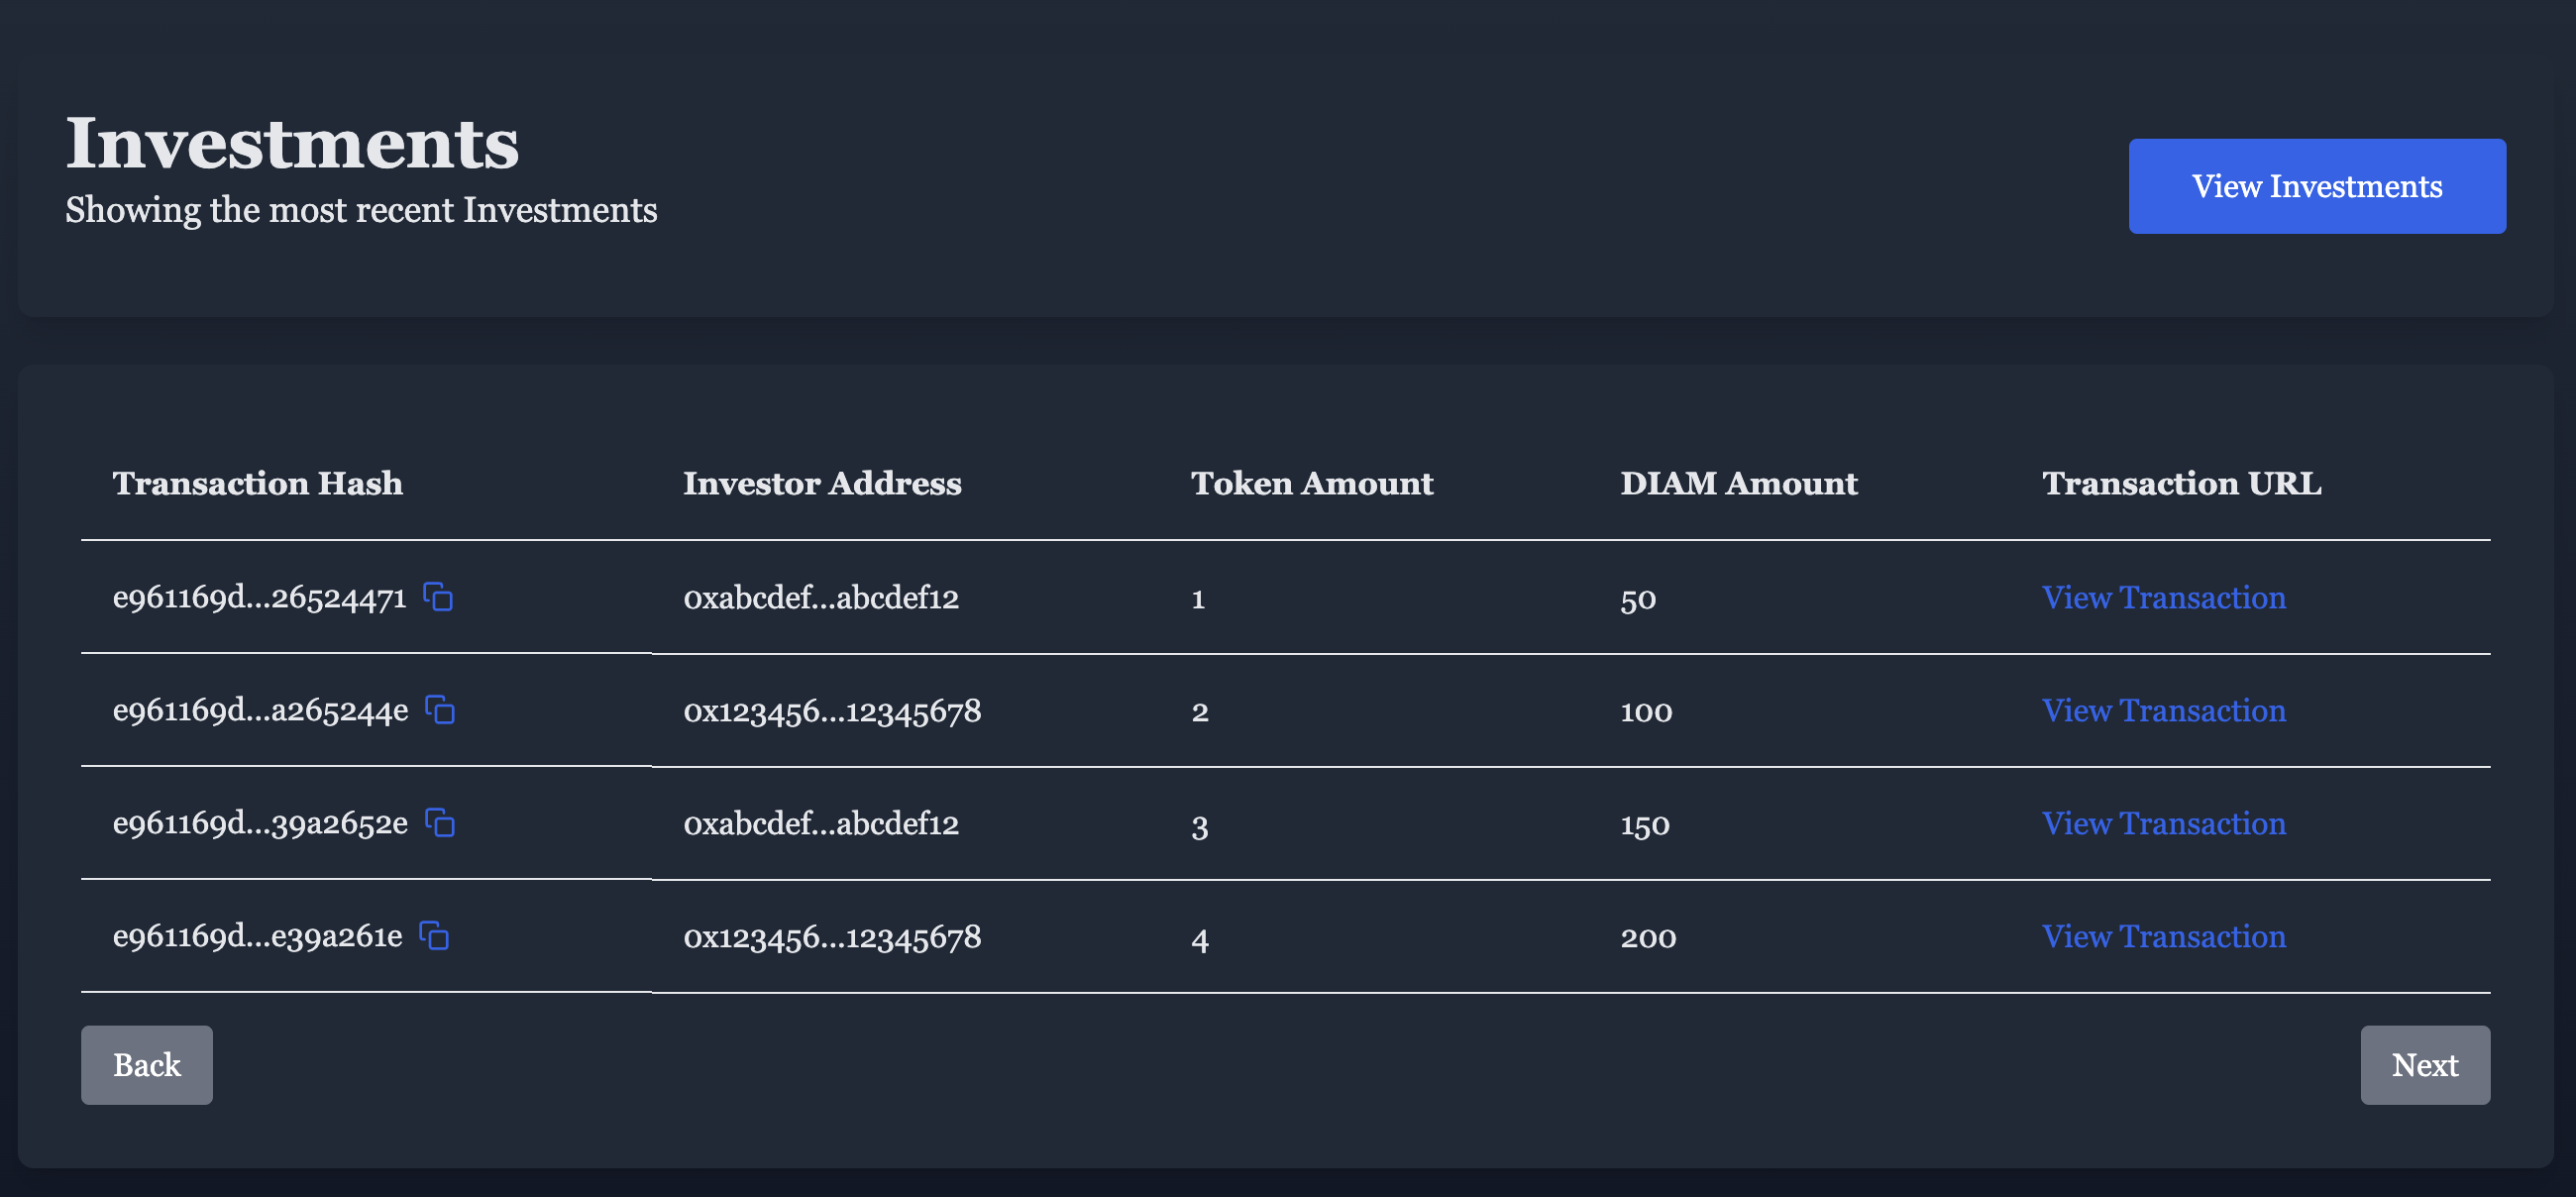 Investments
Showing the most recent Investments
View Investments
Transaction Hash Investor Address Token Amount DIAM Amount Transaction URL
e961169d...26524471 0xabcdef...abcdef12 1 50 View Transaction
e961169d...a265244e 0x123456...12345678 2 100 View Transaction
e961169d...39a2652e 0xabcdef...abcdef12 3 150 View Transaction
e961169d...e39a261e 0x123456...12345678 4 200 View Transaction
Back Next